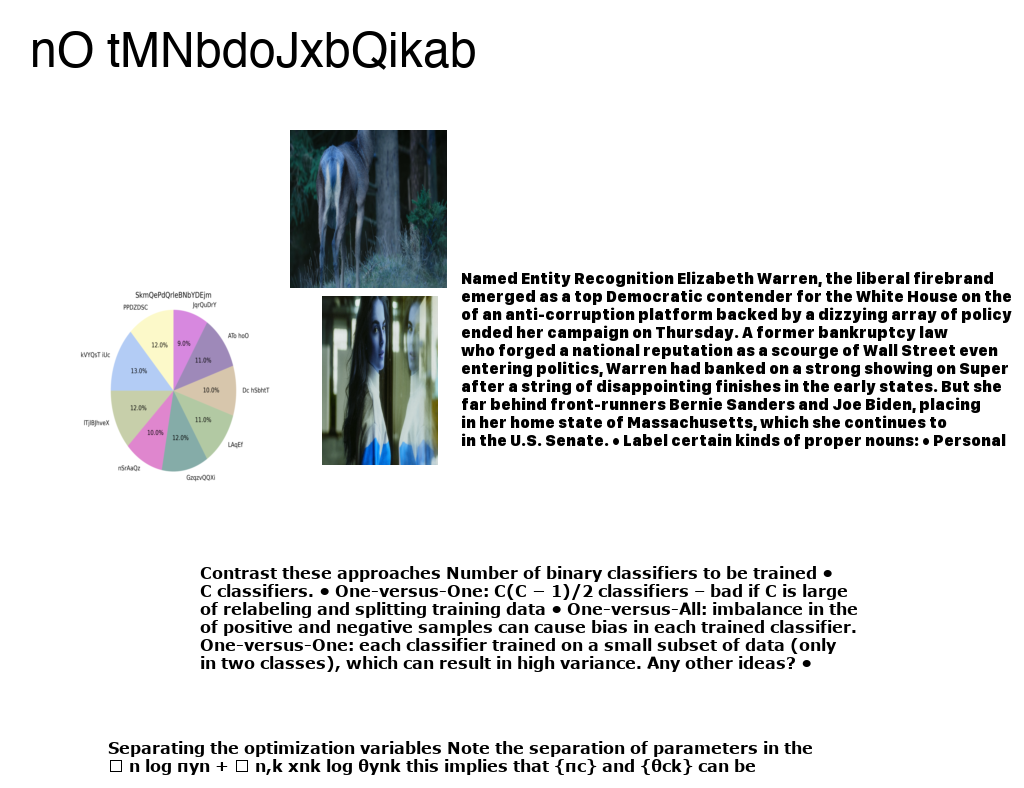 nO tMNbdoJxbQikab
SkmQePdQrleBNbYDEjm
PPDZDSC
JqrQuDrY
ATb hoO
kVYQsT iUc
Dc hSbhtT
LAqEf
GzqzvQQXi
nSrAaQz
12.0%
9.0%
11.0%
13.0%
10.0%
12.0%
11.0%
10.0%
12.0%
Named Entity Recognition Elizabeth Warren, the liberal firebrand
emerged as a top Democratic contender for the White House on the
of an anti-corruption platform backed by a dizzying array of policy
ended her campaign on Thursday. A former bankruptcy law
who forged a national reputation as a scourge of Wall Street even
entering politics, Warren had banked on a strong showing on Super
after a string of disappointing finishes in the early states. But she
far behind front-runners Bernie Sanders and Joe Biden, placing
in her home state of Massachusetts, which she continues to
in the U.S. Senate. • Label certain kinds of proper nouns: • Personal
Contrast these approaches Number of binary classifiers to be trained •
C classifiers. • One-versus-One: C(C − 1)/2 classifiers – bad if C is large
of relabeling and splitting training data • One-versus-All: imbalance in the
of positive and negative samples can cause bias in each trained classifier.
One-versus-One: each classifier trained on a small subset of data (only
in two classes), which can result in high variance. Any other ideas? •
Separating the optimization variables Note the separation of parameters in the
□ n log πyn + □ n,k xnk log θynk this implies that {πc} and {θck} can be